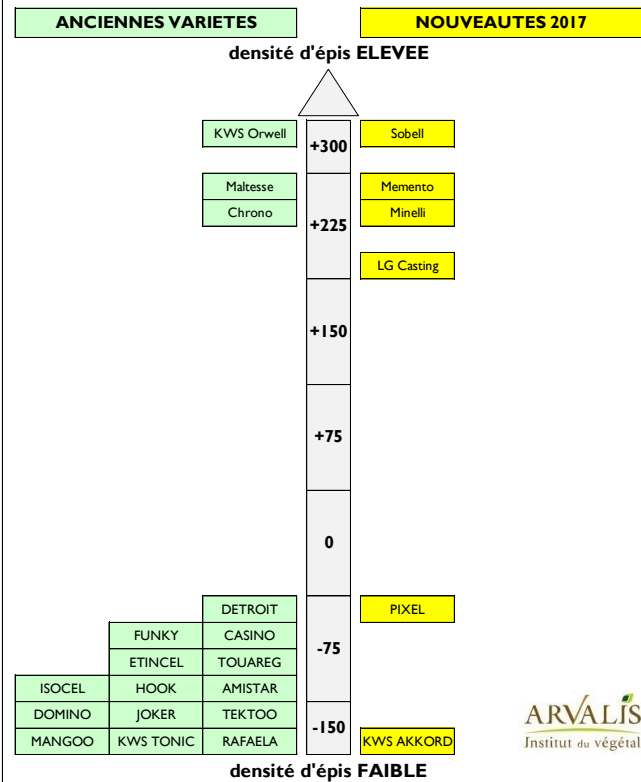 ANCIENNES VARIETES NOUVEAUTES 2017
densité d'épis ELEVEE
KWS Orwell +300 Sobell
Maltesse Memento
Chrono +225 Minelli
LG Casting
+150
+75
0
DETROIT PIXEL
FUNKY CASINO -75
ETINCEL TOUAREG
ISOCEL HOOK AMISTAR
DOMINO JOKER TEKTOO -150
MANGOO KWS TONIC RAFAELA KWS AKKORD
ARVALIS
Institut du végétal
densité d'épis FAIBLE